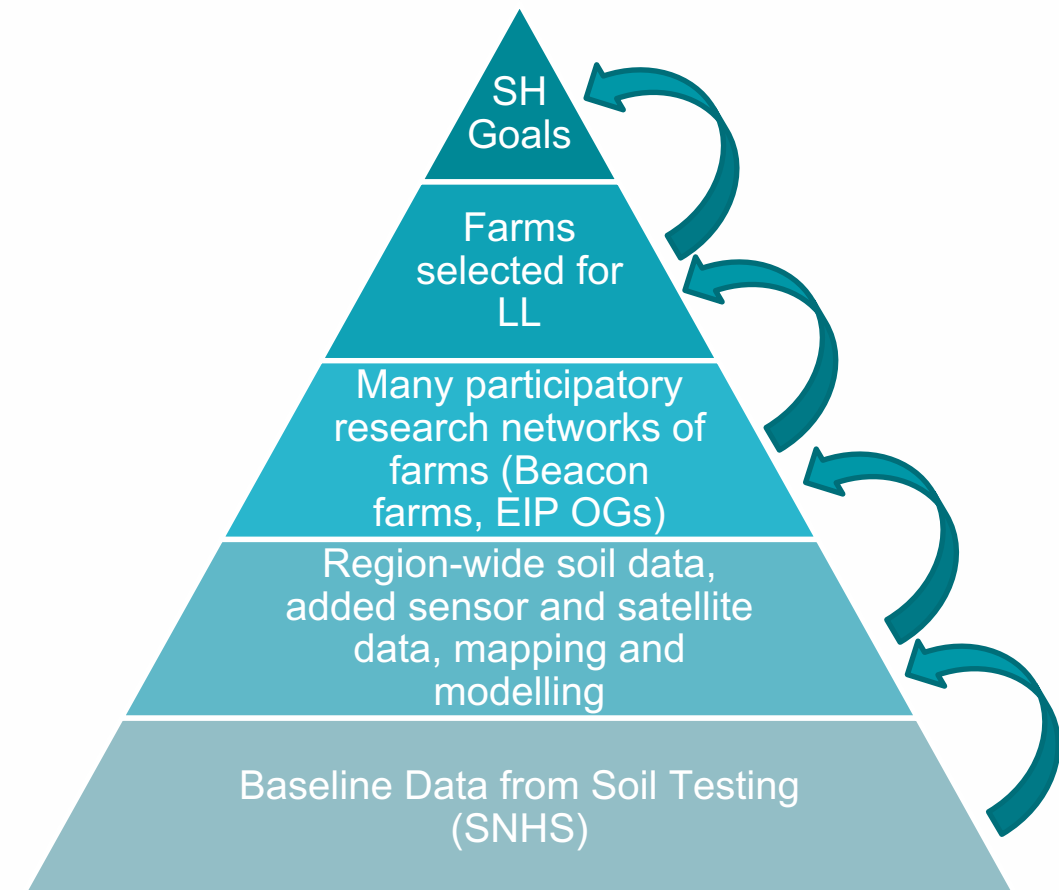 SH
Goals
Farms
selected for
LL
Many participatory
research networks of
farms (Beacon
farms, EIP OGs)
Region-wide soil data,
added sensor and satellite
data, mapping and
modelling
Baseline Data from Soil Testing
(SNHS)